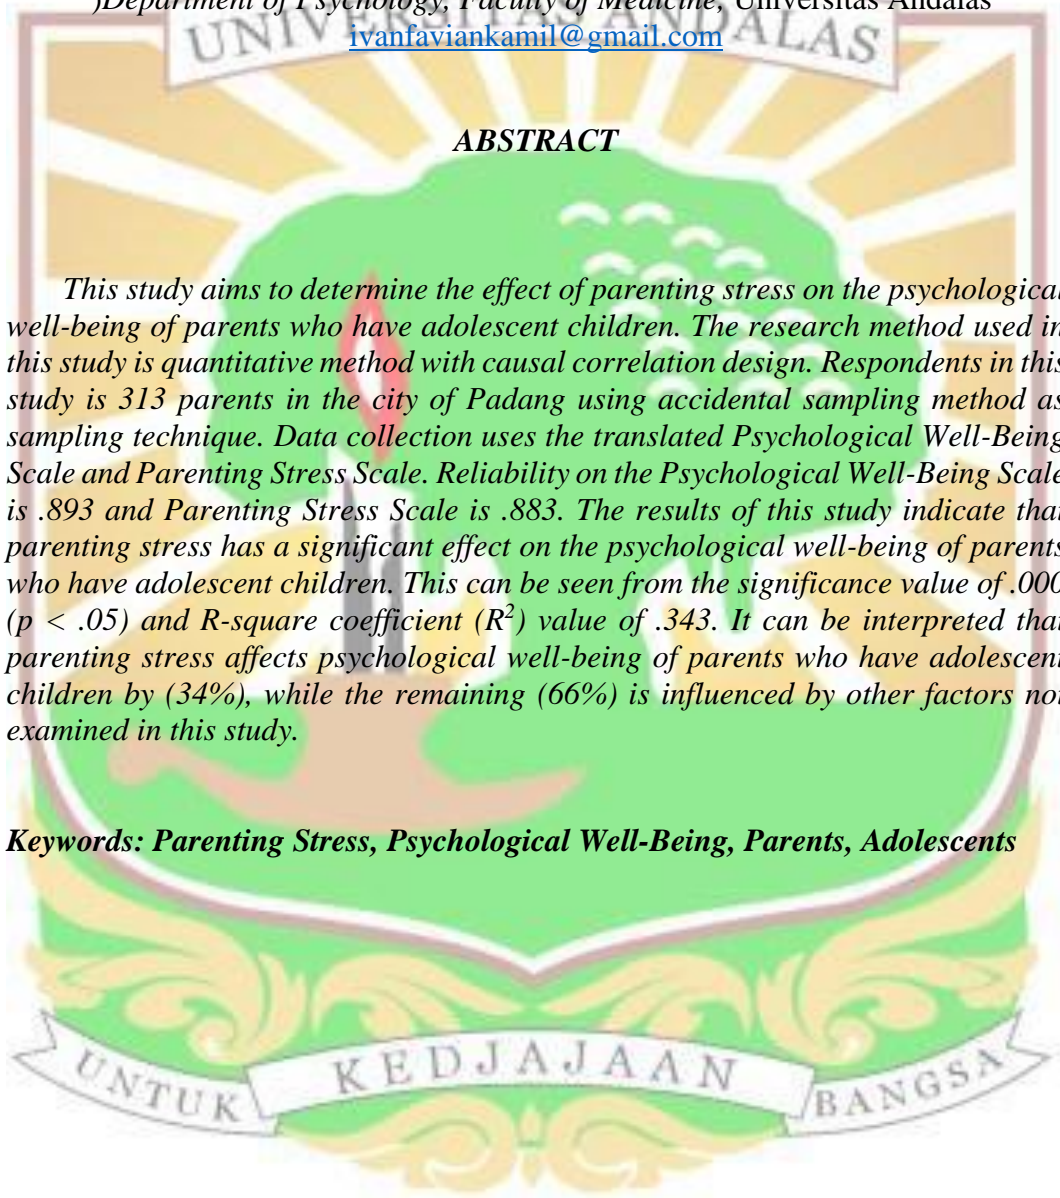 )Department of Psychology, Faculty of Medicine, Universitas Andalas
UNIVERSITAS ANDALAS
ivanfaviankamil@gmail.com
ABSTRACT
This study aims to determine the effect of parenting stress on the psychological
well-being of parents who have adolescent children. The research method used in
this study is quantitative method with causal correlation design. Respondents in this
study is 313 parents in the city of Padang using accidental sampling method as
sampling technique. Data collection uses the translated Psychological Well-Being
Scale and Parenting Stress Scale. Reliability on the Psychological Well-Being Scale
is .893 and Parenting Stress Scale is .883. The results of this study indicate that
parenting stress has a significant effect on the psychological well-being of parents
who have adolescent children. This can be seen from the significance value of .000
(p < .05) and R-square coefficient (R²) value of .343. It can be interpreted that
parenting stress affects psychological well-being of parents who have adolescent
children by (34%), while the remaining (66%) is influenced by other factors not
examined in this study.
Keywords: Parenting Stress, Psychological Well-Being, Parents, Adolescents
UNTUK KEDJAJAAN BANGSA